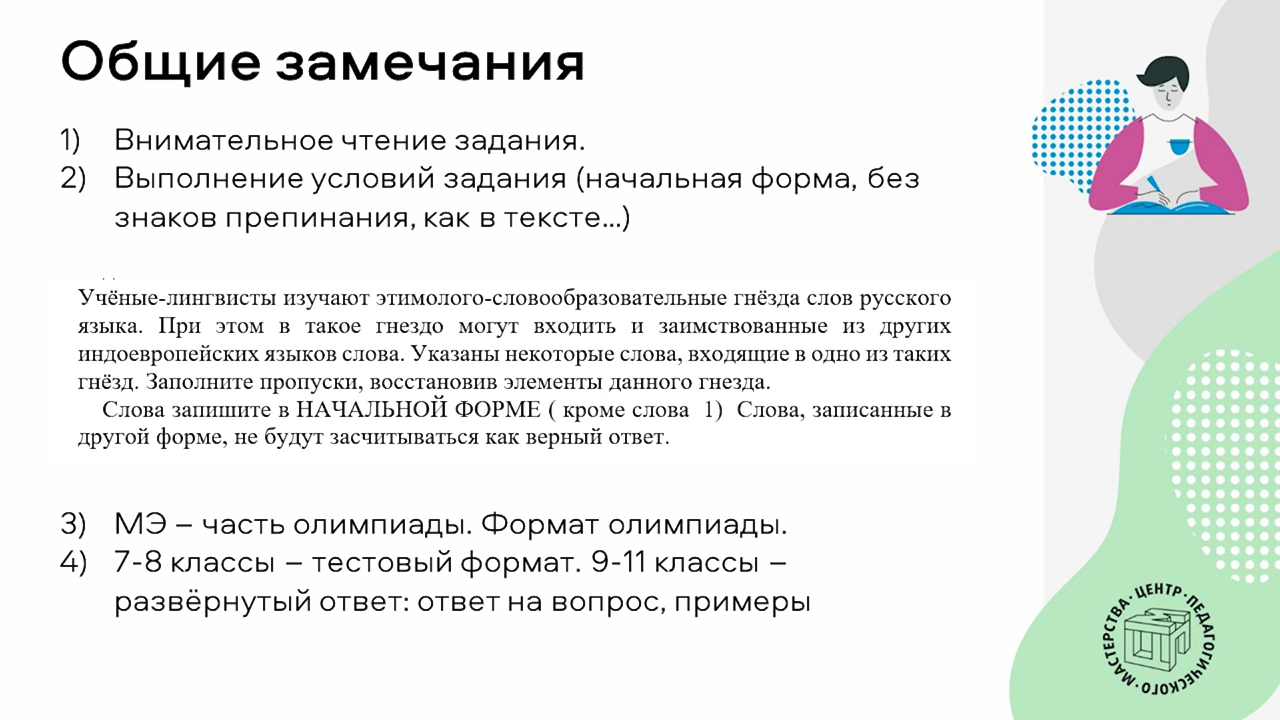 Общие замечания
1) Внимательное чтение задания.
2) Выполнение условий задания (начальная форма, без
знаков препинания, как в тексте...)
Учёные-лингвисты изучают этимолого-словообразовательные гнёзда слов русского
языка. При этом в такое гнездо могут входить и заимствованные из других
индоевропейских языков слова. Указаны некоторые слова, входящие в одно из таких
гнёзд. Заполните пропуски, восстановив элементы данного гнезда.
Слова запишите в НАЧАЛЬНОЙ ФОРМЕ ( кроме слова 1) Слова, записанные в
другой форме, не будут засчитываться как верный ответ.
3) МЭ – часть олимпиады. Формат олимпиады.
4) 7-8 классы – тестовый формат. 9-11 классы –
развёрнутый ответ: ответ на вопрос, примеры
ЦЕНТР · ПЕДАГОГИЧЕСКОГО · МАСТЕРСТВА ·